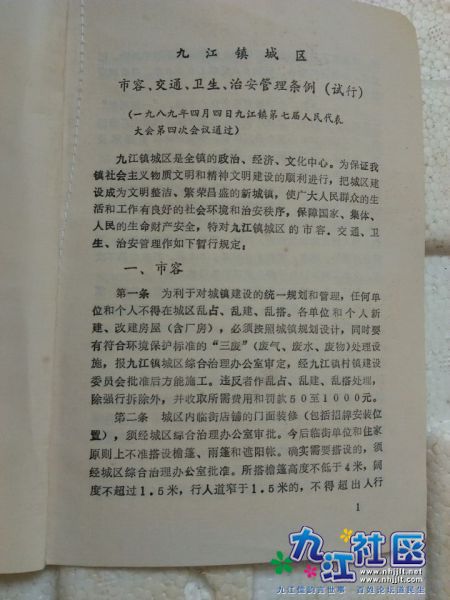 九江镇城区
市容、交通、卫生、治安管理条例（试行）
（一九八九年四月四日九江镇第七届人民代表
大会第四次会议通过）
九江镇城区是全镇的政治、经济、文化中心。为保证我
镇社会主义物质文明和精神文明建设的顺利进行，把城区建
设成为文明整洁、繁荣昌盛的新城镇，使广大人民群众的生
活和工作有良好的社会环境和治安秩序，保障国家、集体、
人民的生命财产安全，特对九江镇城区的市容．交通、卫
生、治安管理作如下暂行规定：
一、市容
第一条 为利于对城镇建设的统一规划和管理，任何单
位和个人不得在城区乱占、乱建、乱搭。各单位和个人新
建、改建房屋（含厂房），必须按照城镇规划设计，同时要
有符合环境保护标准的“三废”（废气、废水、废物）处理设
施，报九江镇城区综合治理办公室审定，经九江镇村镇建设
委员会批准后方能施工。违反者作乱占、乱建、乱搭处理，
除强行拆除外，并收取所需费用和罚款50至1000元。
第二条 城区内临街店铺的门面装修（包括招牌安装位
置），须经城区综合治理办公室审批。今后临街单位和住家
原则上不准搭设檐篷、雨篷和遮阳帐。确实需要搭设的，须
经城区综合治理办公室批准。所搭檐篷高度不低于4米，阔
度不超过1.5米，行人道窄于1.5米的，不得超出人行
1
九江社区
www.nhjjlt.net
www.nhjjlt.com
九江儒韵言世事 百姓论坛道民生